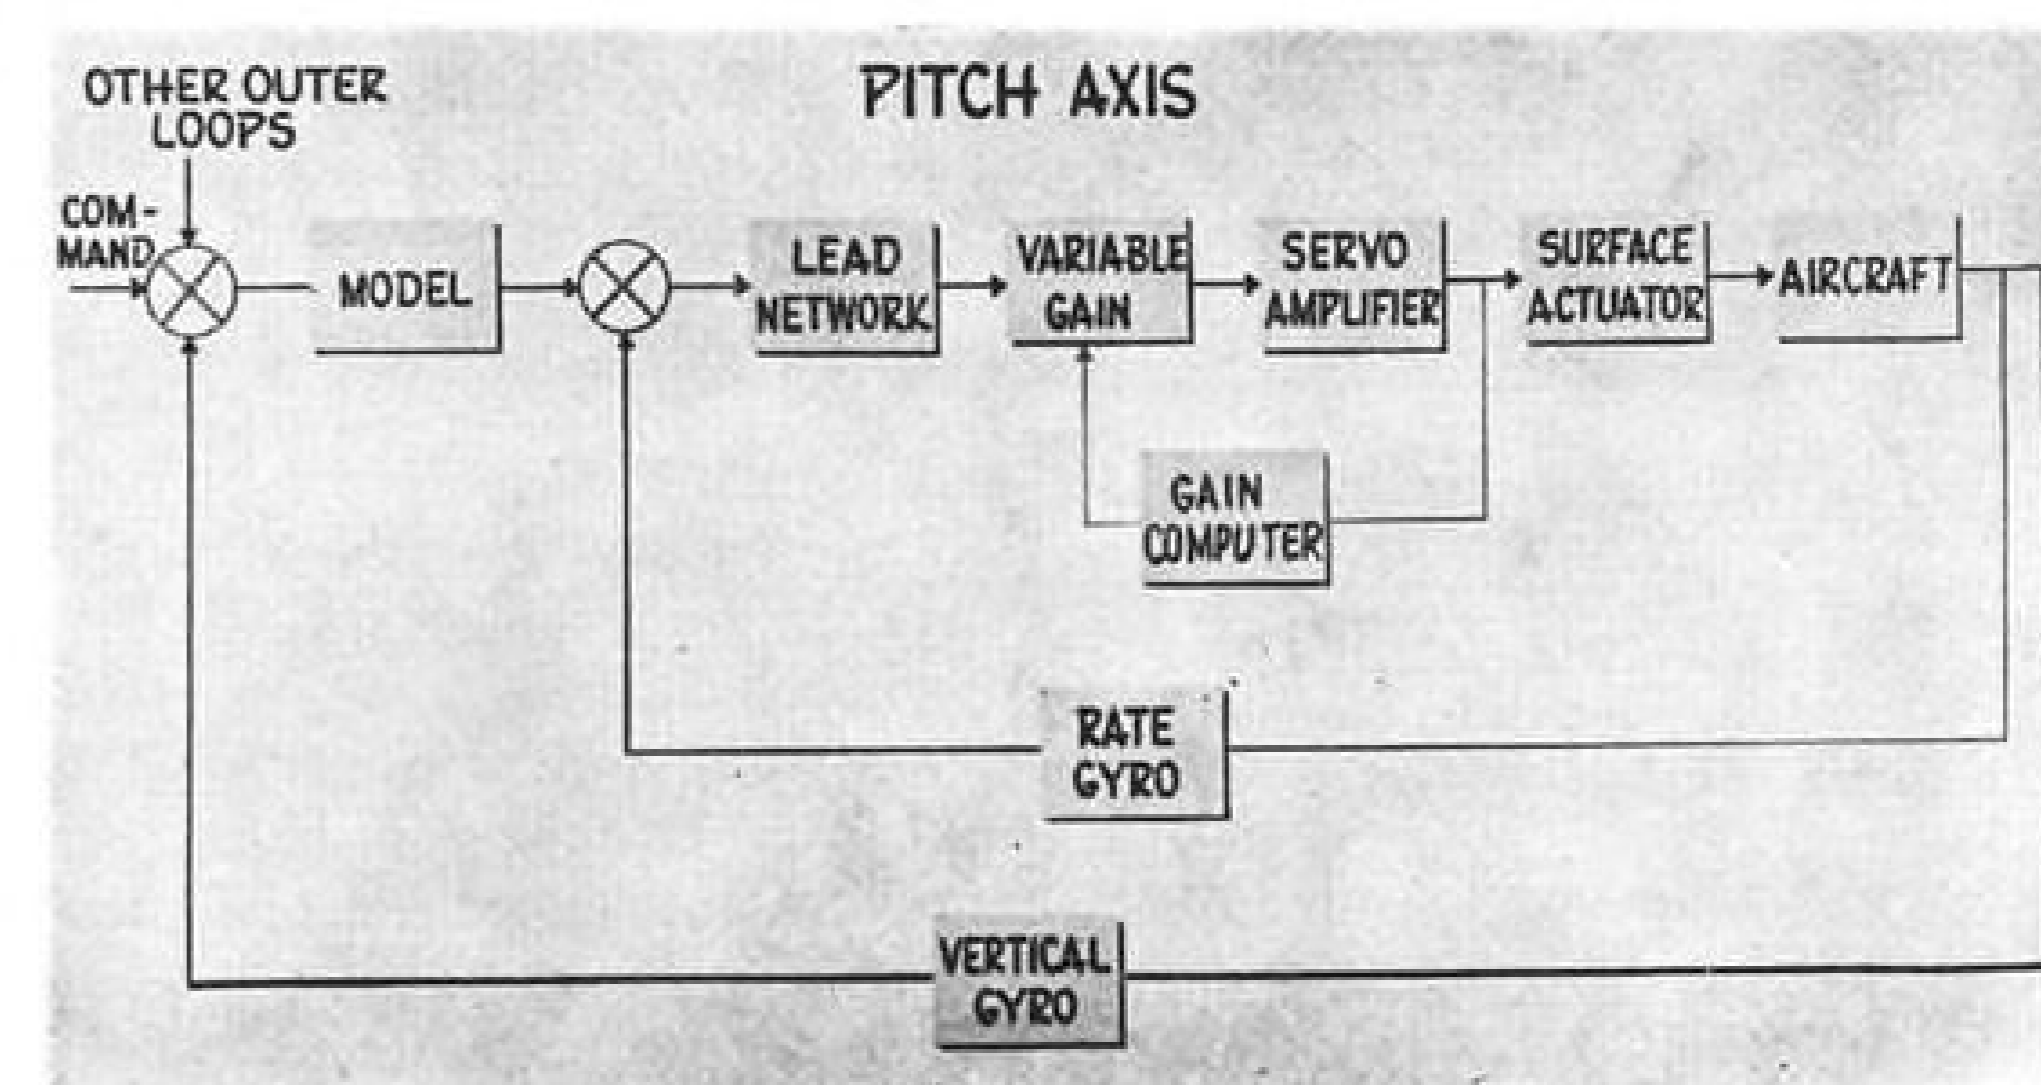 PITCH AXIS
OTHER OUTER
LOOPS
COM-
MAND
MODEL
LEAD
NETWORK
VARIABLE
GAIN
SERVO
AMPLIFIER
SURFACE
ACTUATOR
AIRCRAFT
GAIN
COMPUTER
RATE
GYRO
VERTICAL
GYRO